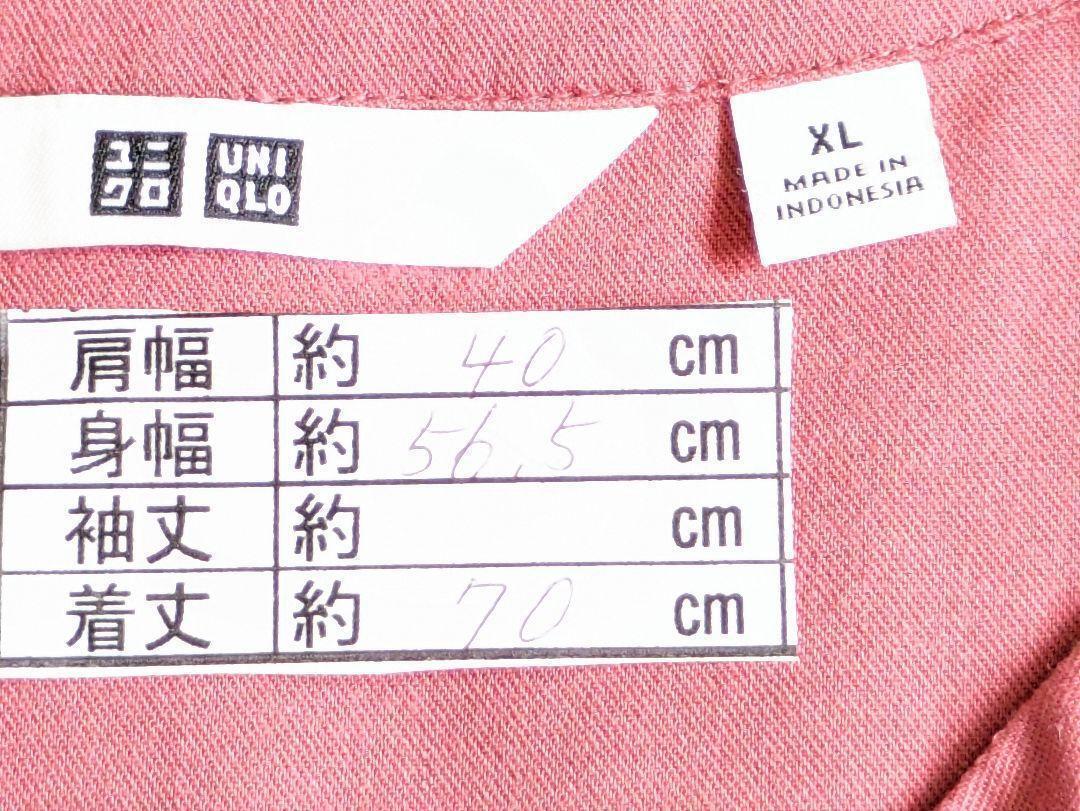 ユニ
クロ
UNI
QLO
XL
MADE IN
INDONESIA
肩幅 約 40 cm
身幅 約 56.5 cm
袖丈 約 cm
着丈 約 70 cm